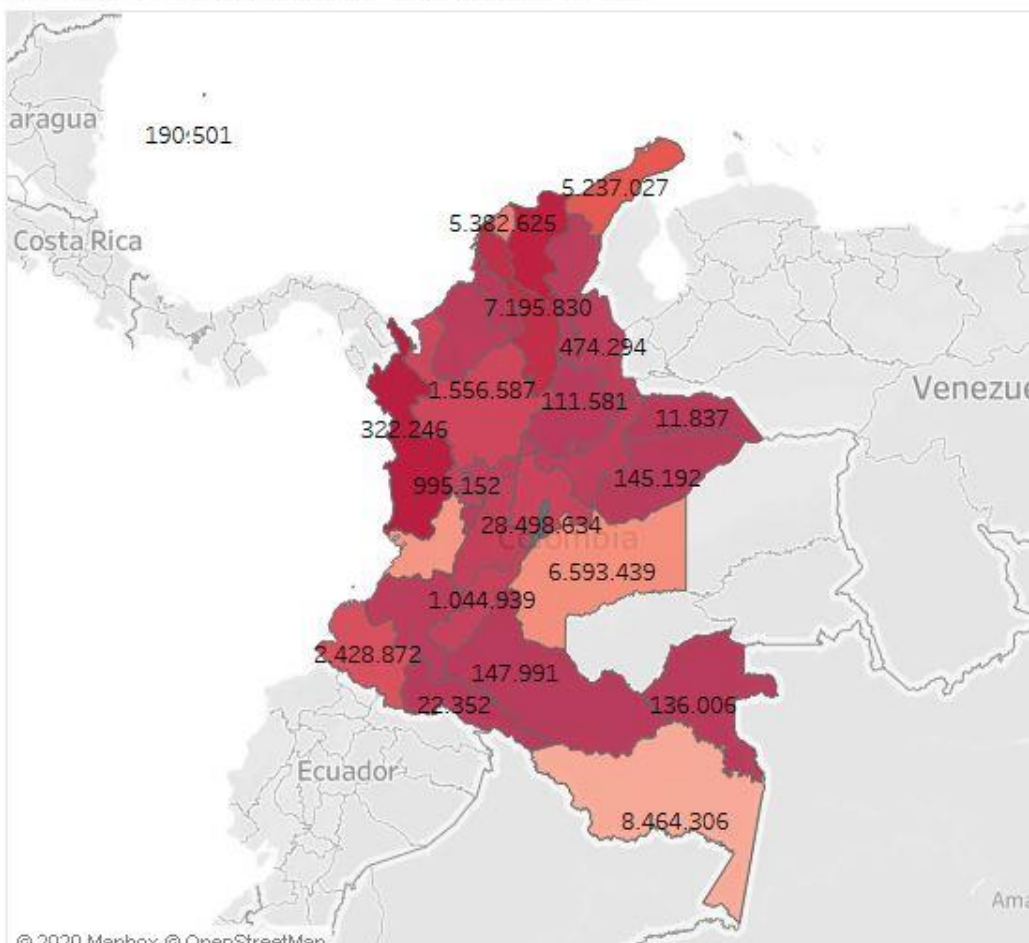 aragua
190.501
5.237.027
5.382.625
Costa Rica
7.195.830
474.294
Venezue
1.556.587
111.581
11.837
322.246
995.152
145.192
28.498.634
Colombia
6.593.439
1.044.939
2.428.872
147.991
22.352
136.006
Ecuador
8.464.306
Ama
© 2020 Mapbox © OpenStreetMap